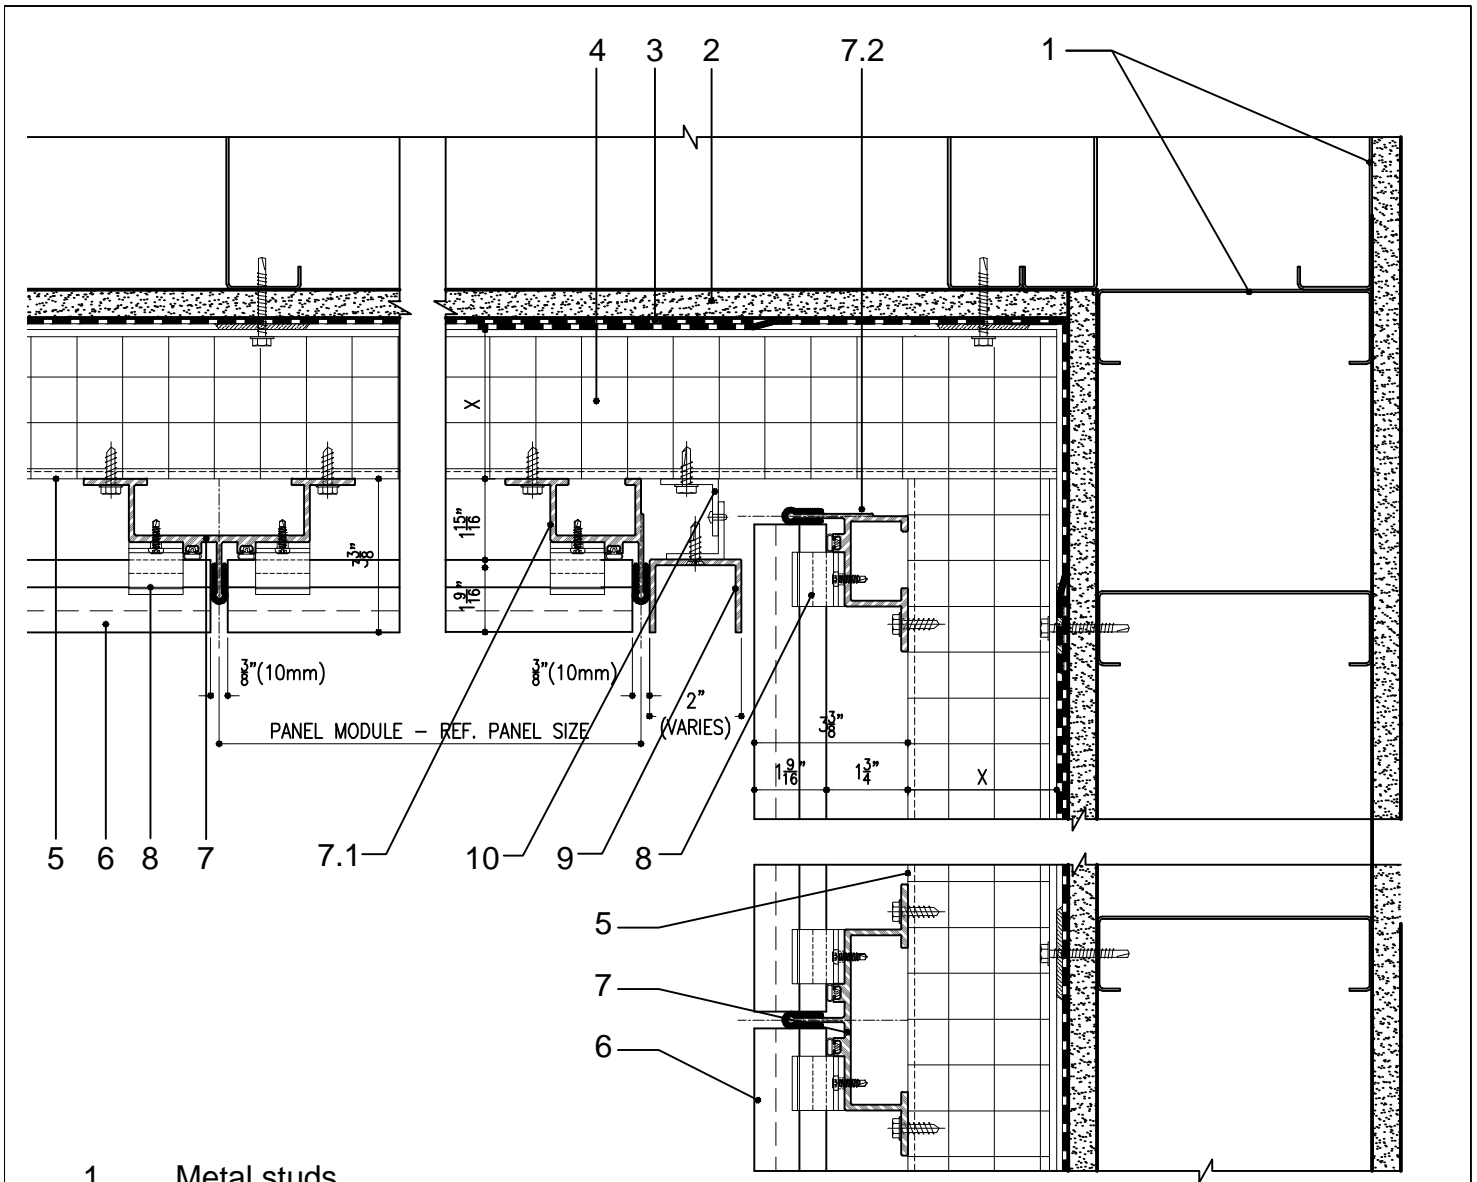 4 3 2 7.2 1
X
1 15/16"
1 9/16"
3 3/8"
3/8"(10mm)
3/8"(10mm)
2"
(VARIES)
PANEL MODULE – REF. PANEL SIZE
3 3/8"
1 9/16"
1 3/4"
X
5 6 8 7 7.1 10 9 8
5
7
6
1 Metal studs